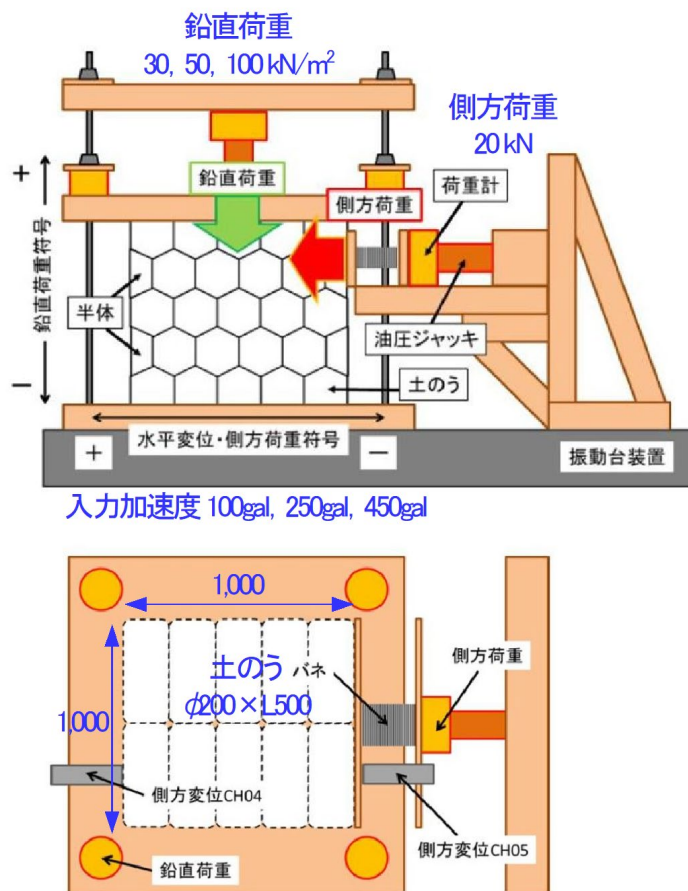 鉛直荷重
30, 50, 100 kN/m²
側方荷重
20 kN
鉛直荷重
荷重計
側方荷重
+
鉛直荷重符号
−
半体
油圧ジャッキ
土のう
+
水平変位・側方荷重符号
−
振動台装置
入力加速度 100gal, 250gal, 450gal
1,000
側方荷重
土のう
バネ
φ200×L500
1,000
側方変位CH04
側方変位CH05
鉛直荷重